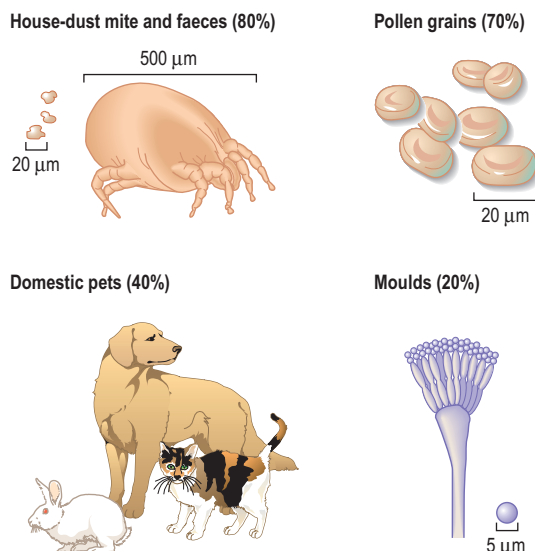 House-dust mite and faeces (80%)
500 μm
20 μm
Pollen grains (70%)
20 μm
Domestic pets (40%)
Moulds (20%)
5 μm